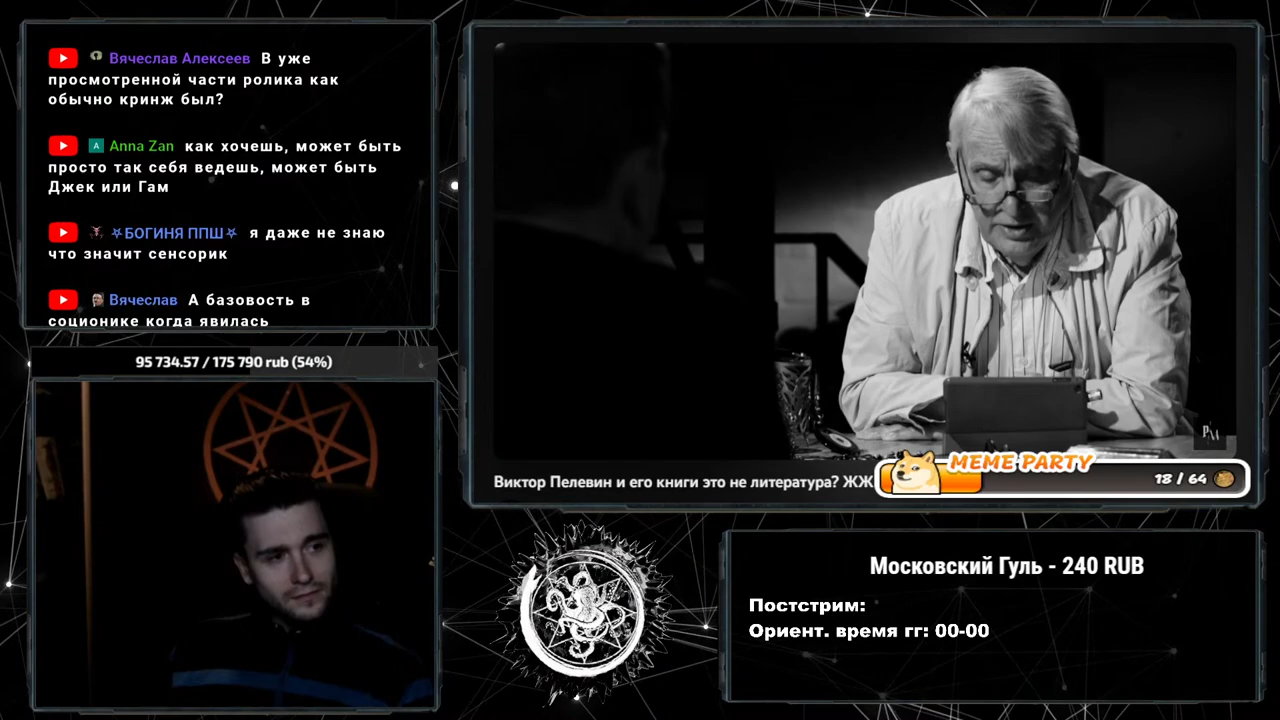 Вячеслав Алексеев В уже
просмотренной части ролика как
обычно кринж был?
A Anna Zan как хочешь, может быть
просто так себя ведешь, может быть
Джек или Гам
⛧БОГИНЯ ППШ⛧ я даже не знаю
что значит сенсорик
Вячеслав А базовость в
соционике когда явилась
95 734.57 / 175 790 rub (54%)
Виктор Пелевин и его книги это не литература? ЖЖ
MEME PARTY
18 / 64
Московский Гуль - 240 RUB
Постстрим:
Ориент. время гг: 00-00